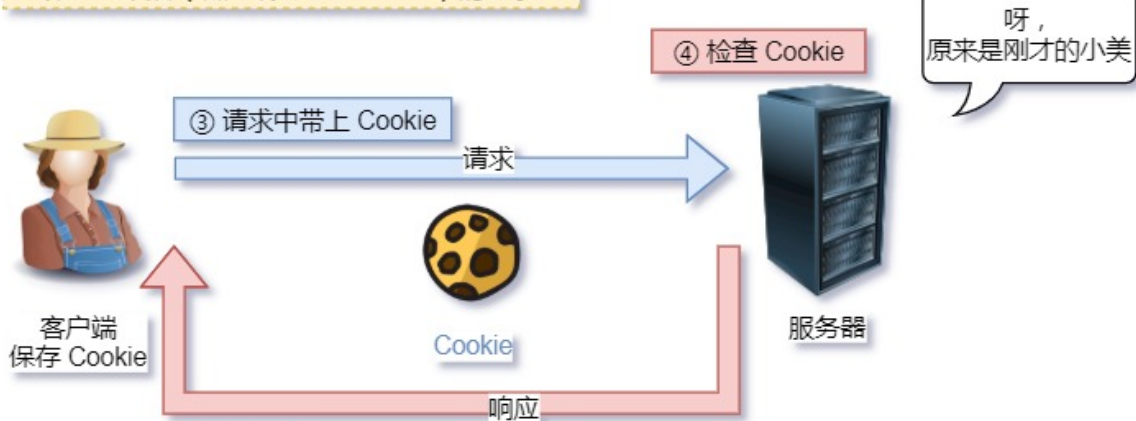 ④ 检查 Cookie
呀，
原来是刚才的小美
③ 请求中带上 Cookie
请求
客户端
保存 Cookie
Cookie
服务器
响应